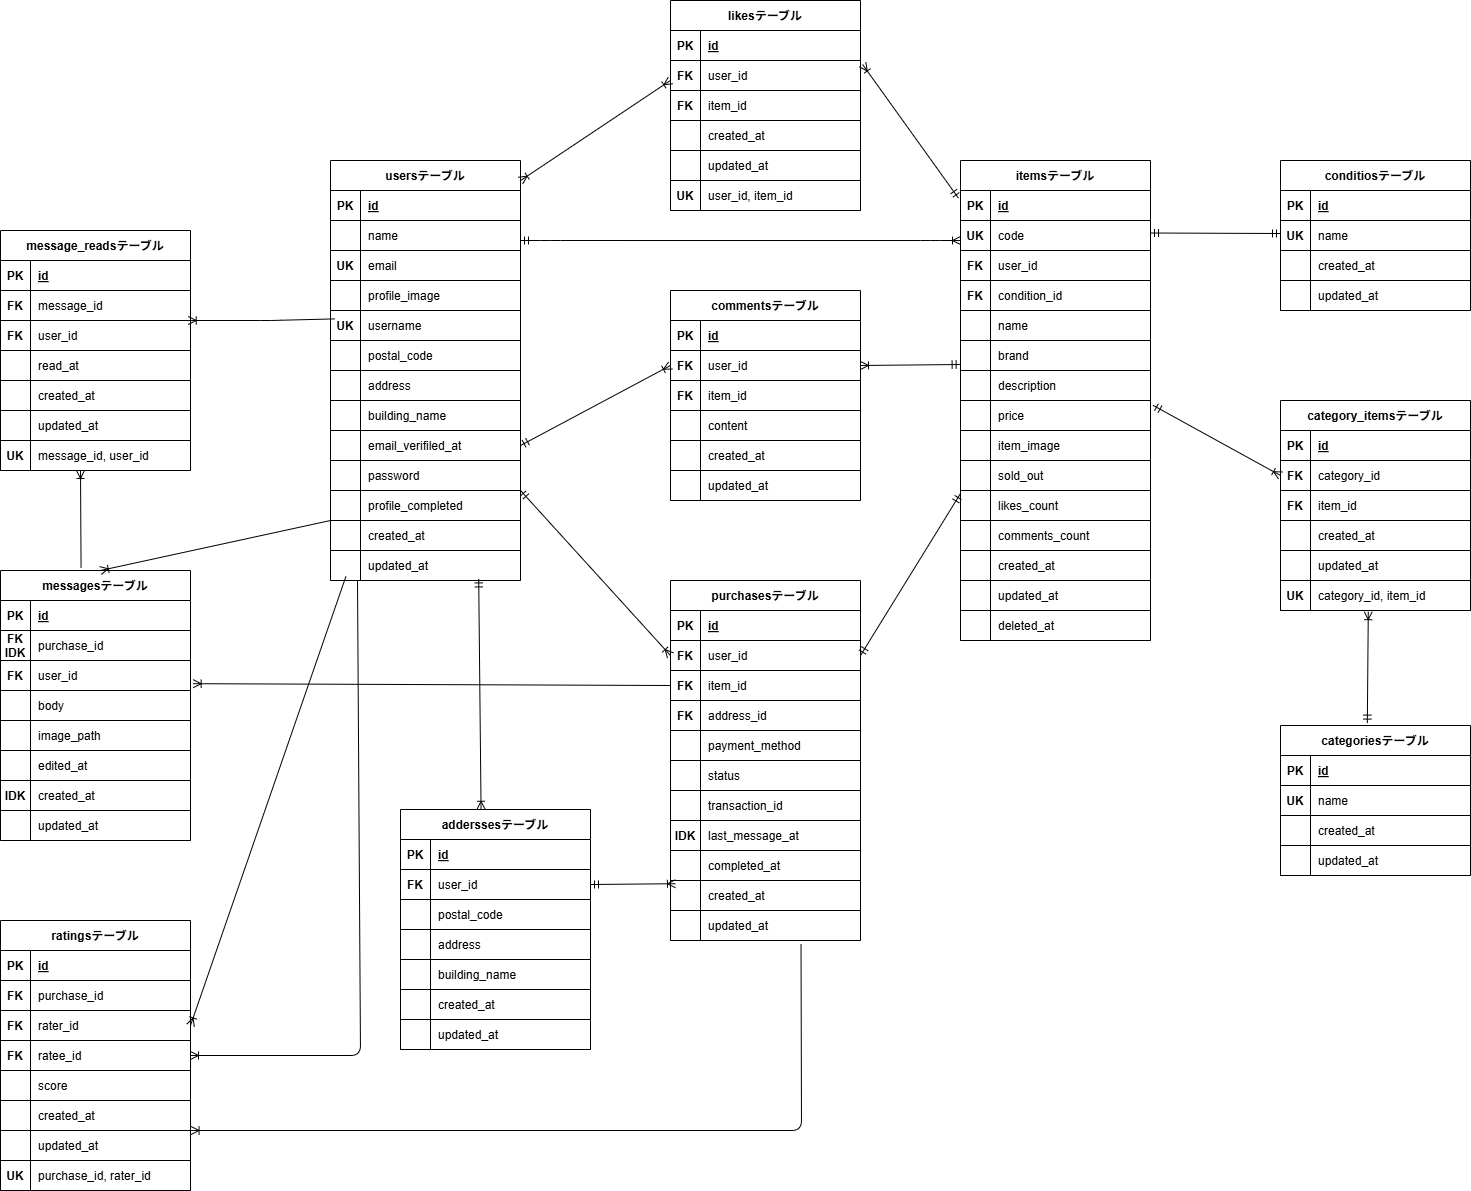 likesテーブル
PK id
FK user_id
FK item_id
created_at
updated_at
UK user_id, item_id
usersテーブル
PK id
name
UK email
profile_image
UK username
postal_code
address
building_name
email_verifiled_at
password
profile_completed
created_at
updated_at
itemsテーブル
PK id
UK code
FK user_id
FK condition_id
name
brand
description
price
item_image
sold_out
likes_count
comments_count
created_at
updated_at
deleted_at
conditiosテーブル
PK id
UK name
created_at
updated_at
message_readsテーブル
PK id
FK message_id
FK user_id
read_at
created_at
updated_at
UK message_id, user_id
commentsテーブル
PK id
FK user_id
FK item_id
content
created_at
updated_at
category_itemsテーブル
PK id
FK category_id
FK item_id
created_at
updated_at
UK category_id, item_id
messagesテーブル
PK id
FK
IDK purchase_id
FK user_id
body
image_path
edited_at
IDK created_at
updated_at
purchasesテーブル
PK id
FK user_id
FK item_id
FK address_id
payment_method
status
transaction_id
IDK last_message_at
completed_at
created_at
updated_at
categoriesテーブル
PK id
UK name
created_at
updated_at
adderssesテーブル
PK id
FK user_id
postal_code
address
building_name
created_at
updated_at
ratingsテーブル
PK id
FK purchase_id
FK rater_id
FK ratee_id
score
created_at
updated_at
UK purchase_id, rater_id